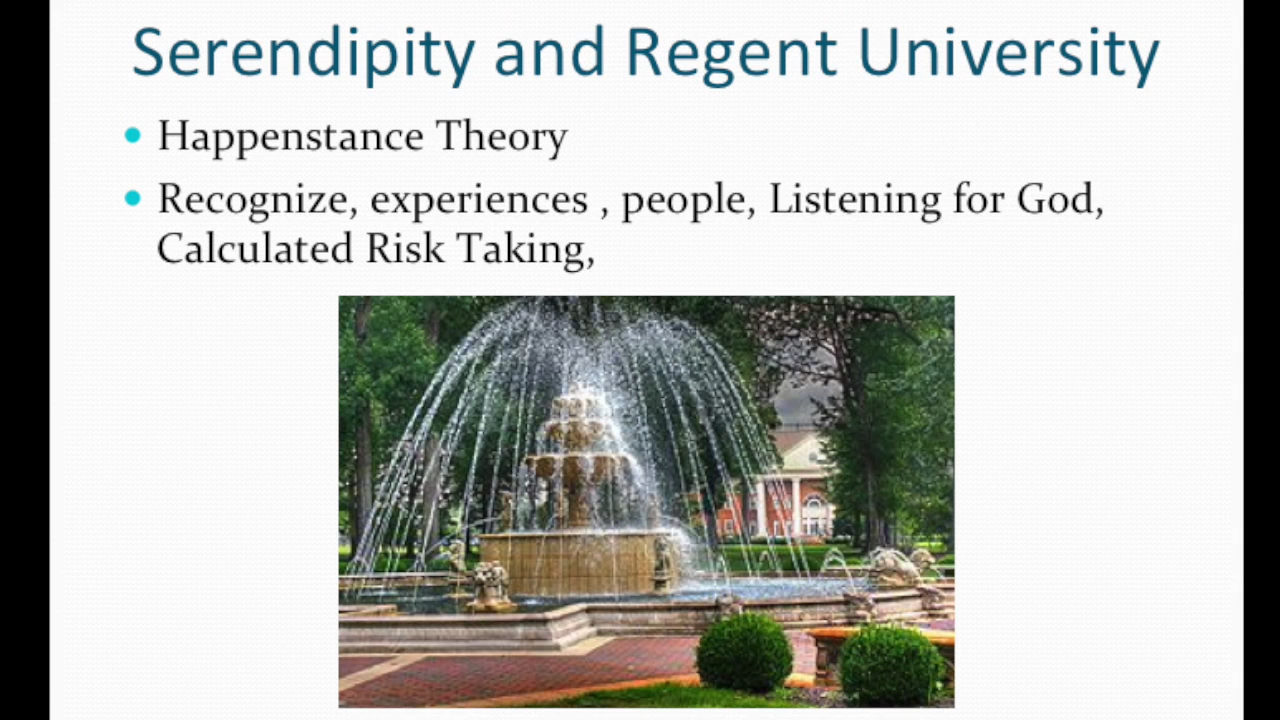 Serendipity and Regent University
Happenstance Theory
Recognize, experiences , people, Listening for God,
Calculated Risk Taking,